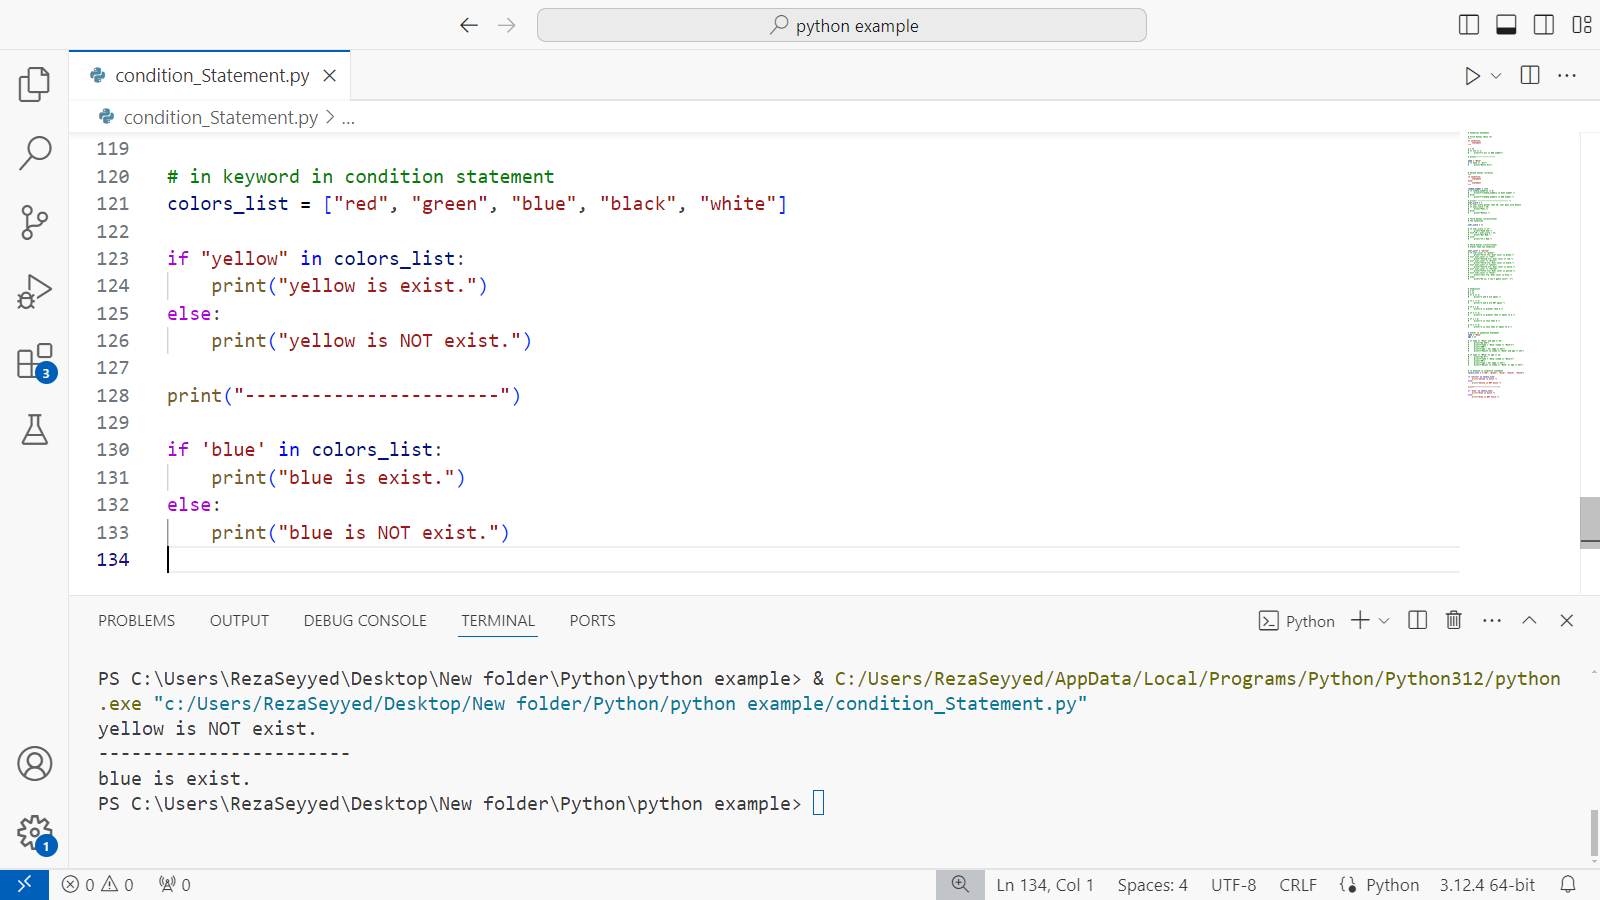 python example
condition_Statement.py
condition_Statement.py > ...
119
120 # in keyword in condition statement
121 colors_list = ["red", "green", "blue", "black", "white"]
122
123 if "yellow" in colors_list:
124     print("yellow is exist.")
125 else:
126     print("yellow is NOT exist.")
127
128 print("-----------------------")
129
130 if 'blue' in colors_list:
131     print("blue is exist.")
132 else:
133     print("blue is NOT exist.")
134
PROBLEMS OUTPUT DEBUG CONSOLE TERMINAL PORTS Python
PS C:\Users\RezaSeyyed\Desktop\New folder\Python\python example> & C:/Users/RezaSeyyed/AppData/Local/Programs/Python/Python312/python
.exe "c:/Users/RezaSeyyed/Desktop/New folder/Python/python example/condition_Statement.py"
yellow is NOT exist.
-----------------------
blue is exist.
PS C:\Users\RezaSeyyed\Desktop\New folder\Python\python example>
3
1
0 0 0 Ln 134, Col 1 Spaces: 4 UTF-8 CRLF Python 3.12.4 64-bit